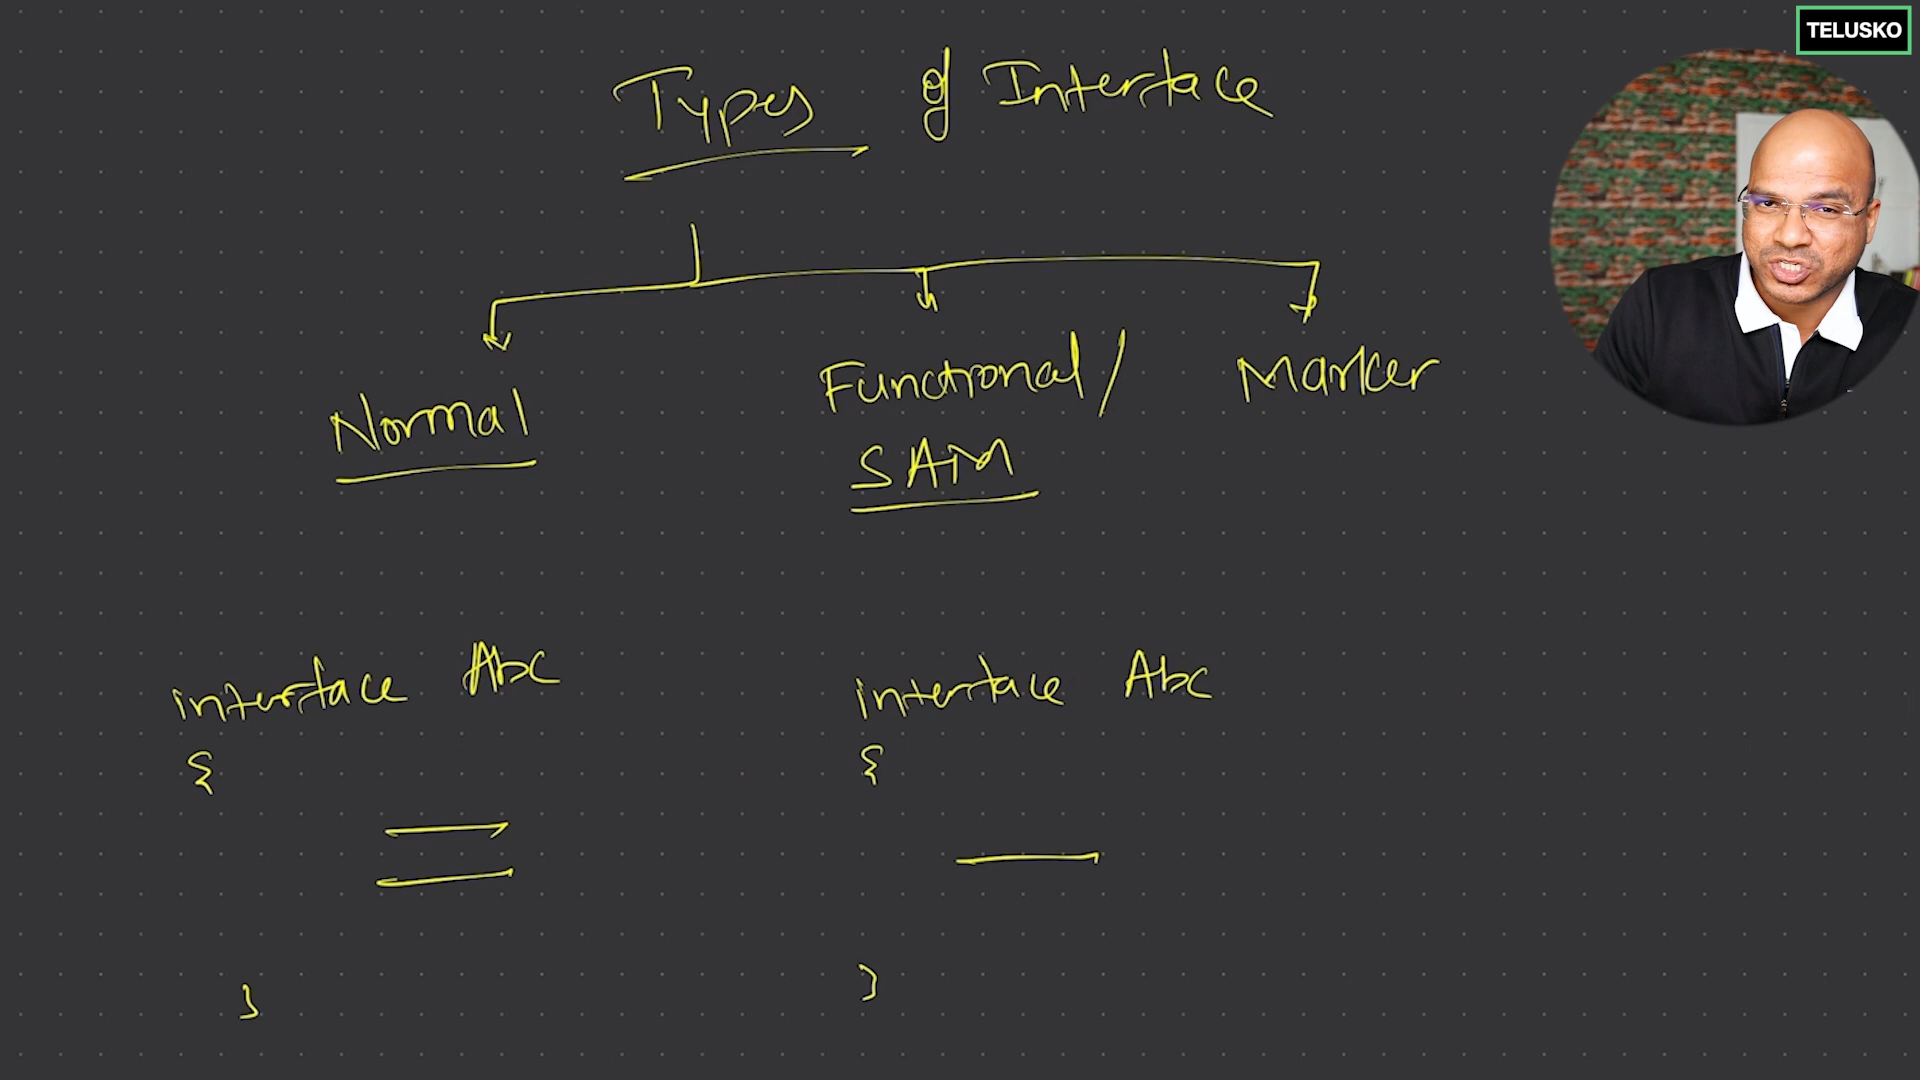 TELUSKO
Types of Interface
Normal
Functional/
SAM
Marker
interface Abc
{
}
interface Abc
{
}